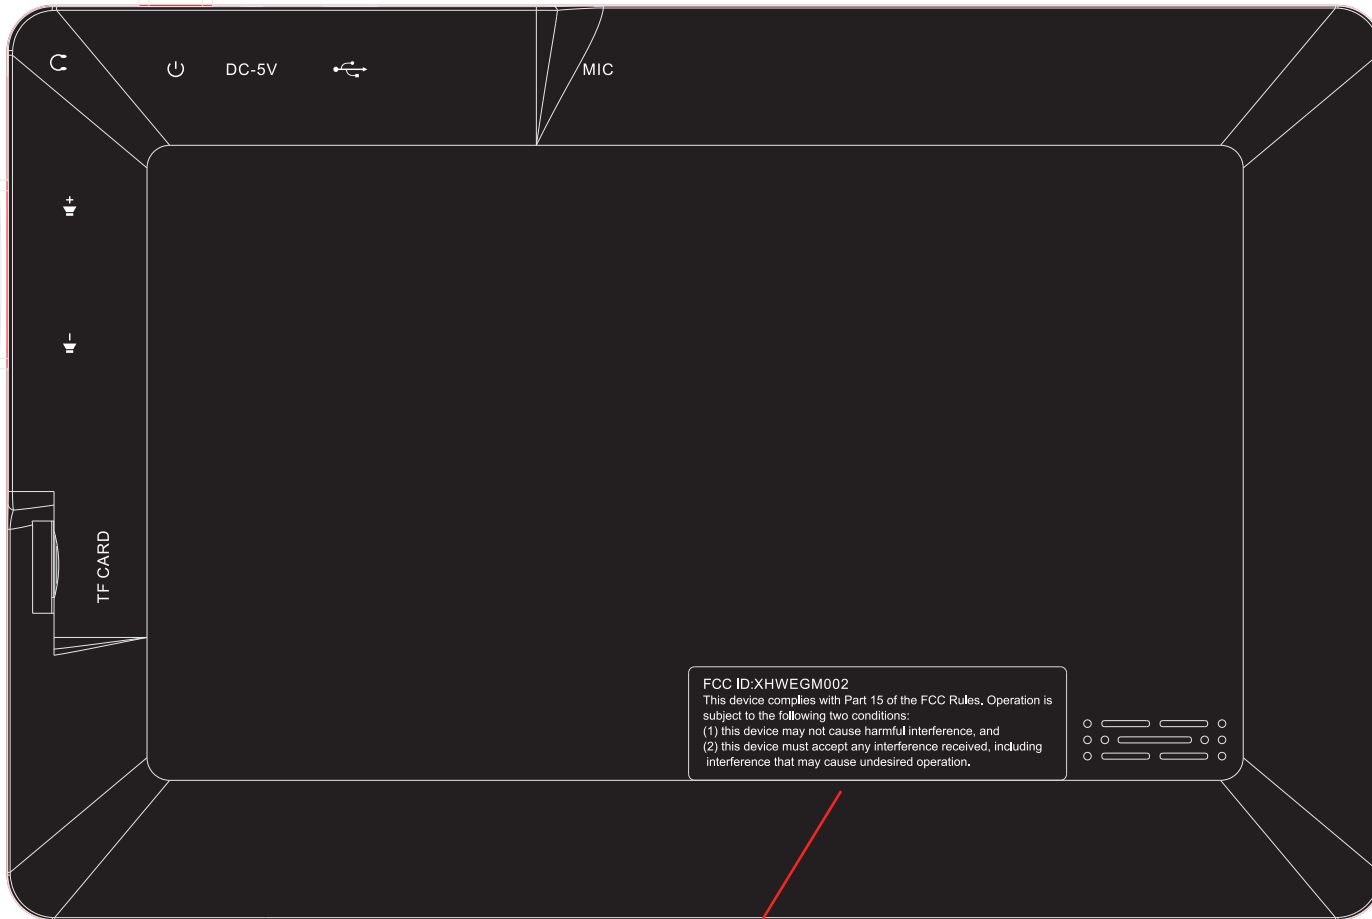 DC-5V
MIC
+
-
TF CARD
FCC ID:XHWEGM002
This device complies with Part 15 of the FCC Rules. Operation is
subject to the following two conditions:
(1) this device may not cause harmful interference, and
(2) this device must accept any interference received, including
interference that may cause undesired operation.